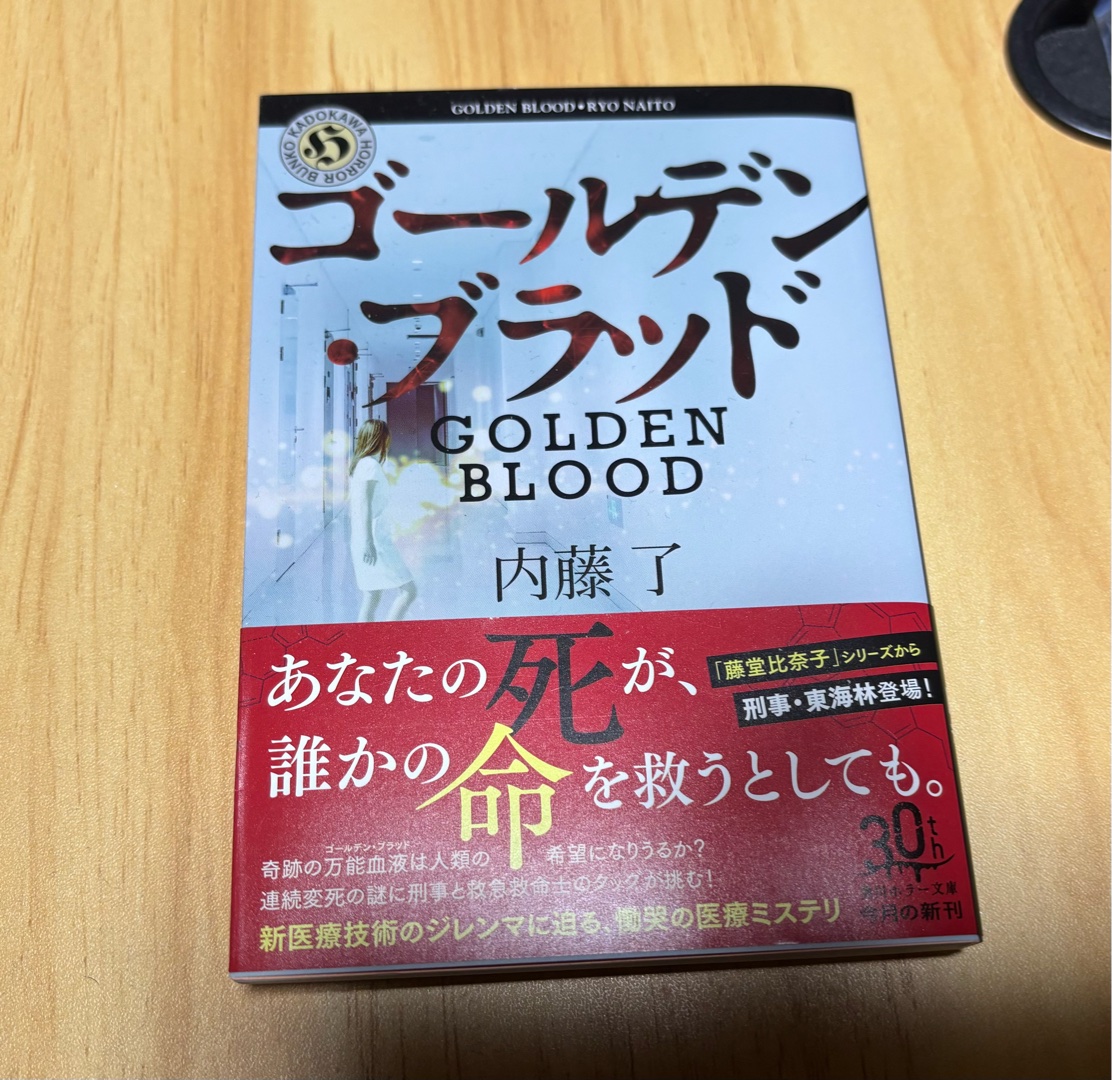 GOLDEN BLOOD・RYO NAITO
KADOKAWA HORROR BUNKO
H
ゴールデン
・ブラッド
GOLDEN
BLOOD
内藤 了
あなたの死が、
「藤堂比奈子」シリーズから
刑事・東海林登場!
誰かの命を救うとしても。
ゴールデン・ブラッド
奇跡の万能血液は人類の希望になりうるか?
連続変死の謎に刑事と救急救命士のタッグが挑む!
新医療技術のジレンマに迫る、慟哭の医療ミステリ
30th
角川ホラー文庫
今月の新刊